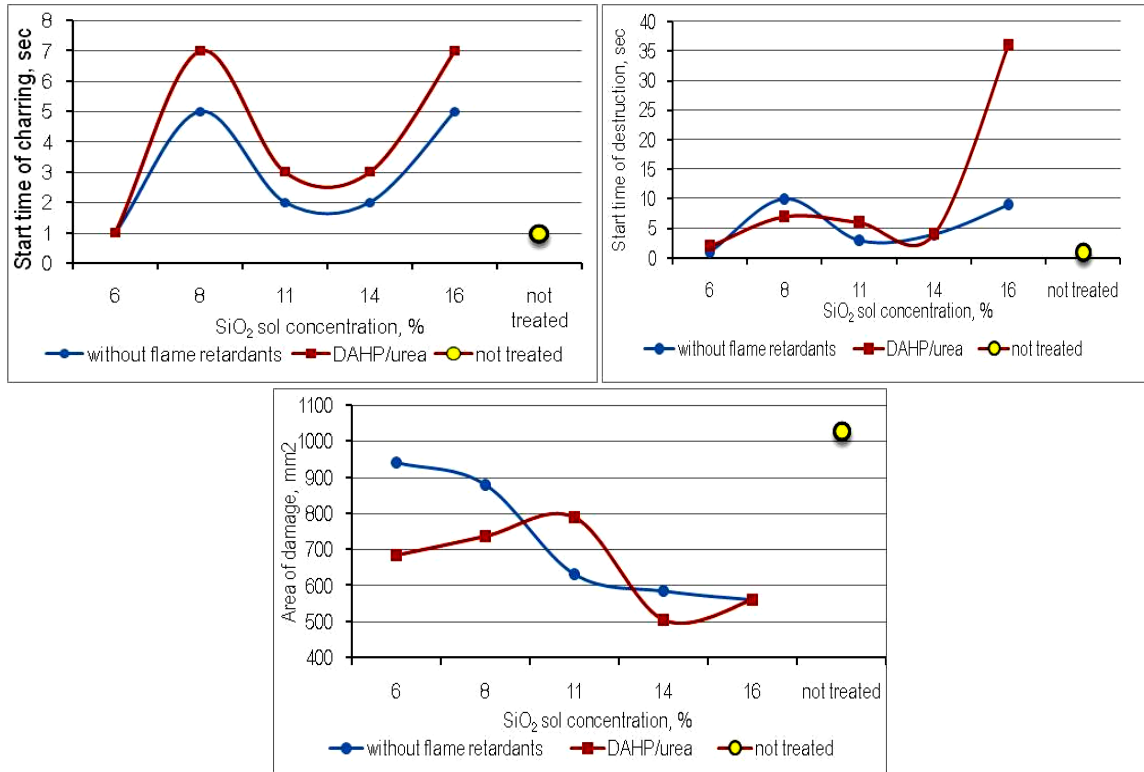 Start time of charring, sec
8
7
6
5
4
3
2
1
0
6 8 11 14 16 not treated
SiO₂ sol concentration, %
without flame retardants DAHP/urea not treated
Start time of destruction, sec
40
35
30
25
20
15
10
5
0
6 8 11 14 16 not treated
SiO₂ sol concentration, %
without flame retardants DAHP/urea not treated
Area of damage, mm2
1100
1000
900
800
700
600
500
400
6 8 11 14 16 not treated
SiO₂ sol concentration, %
without flame retardants DAHP/urea not treated